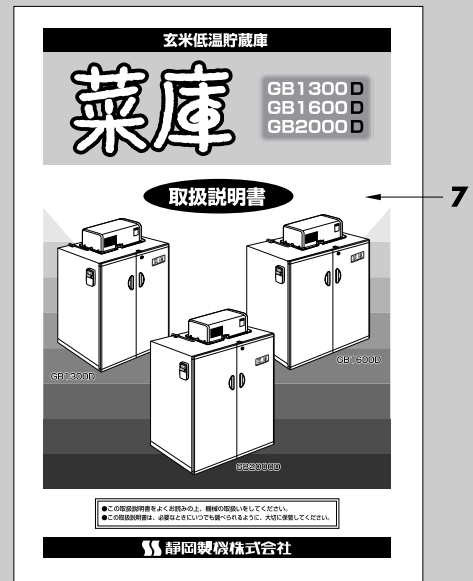 玄米低温貯蔵庫
菜庫
GB1300D
GB1600D
GB2000D
取扱説明書
7
GB1300D
GB1600D
GB2000D
●この取扱説明書をよくお読みの上、機械の取扱いをしてください。
●この取扱説明書は、必要なときにいつでも調べられるように、大切に保管してください。
静岡製機株式会社